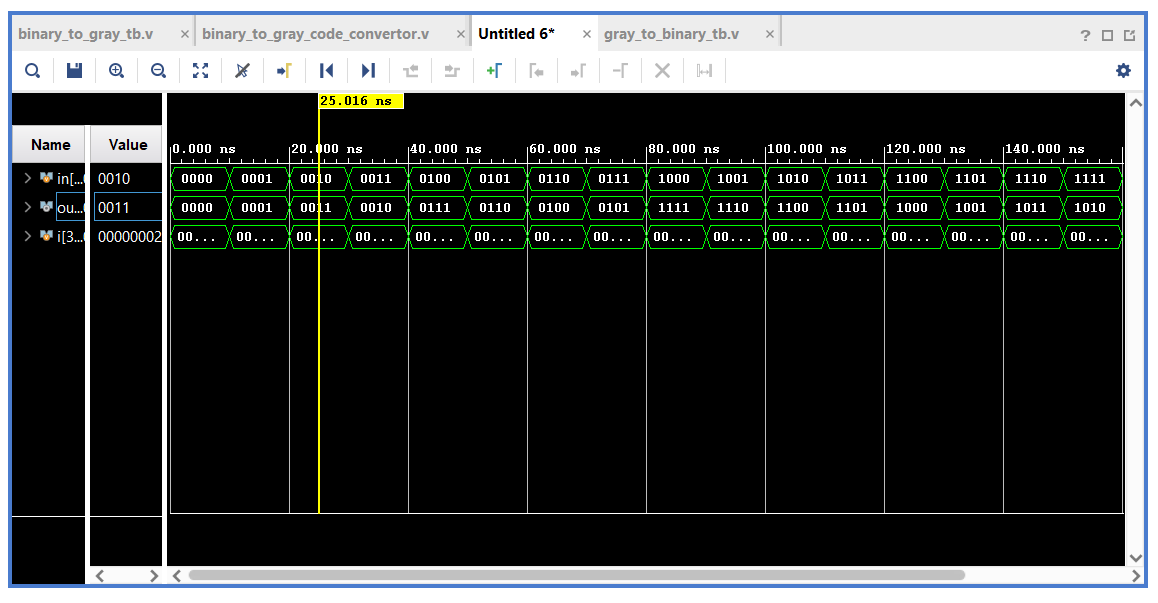 binary_to_gray_tb.v × binary_to_gray_code_convertor.v × Untitled 6* × gray_to_binary_tb.v × ?
25.016 ns
Name Value 0.000 ns 20.000 ns 40.000 ns 60.000 ns 80.000 ns 100.000 ns 120.000 ns 140.000 ns
in[... 0010 0000 0001 0010 0011 0100 0101 0110 0111 1000 1001 1010 1011 1100 1101 1110 1111
ou... 0011 0000 0001 0011 0010 0111 0110 0100 0101 1111 1110 1100 1101 1000 1001 1011 1010
i[3... 00000002 00... 00... 00... 00... 00... 00... 00... 00... 00... 00... 00... 00... 00... 00... 00... 00...